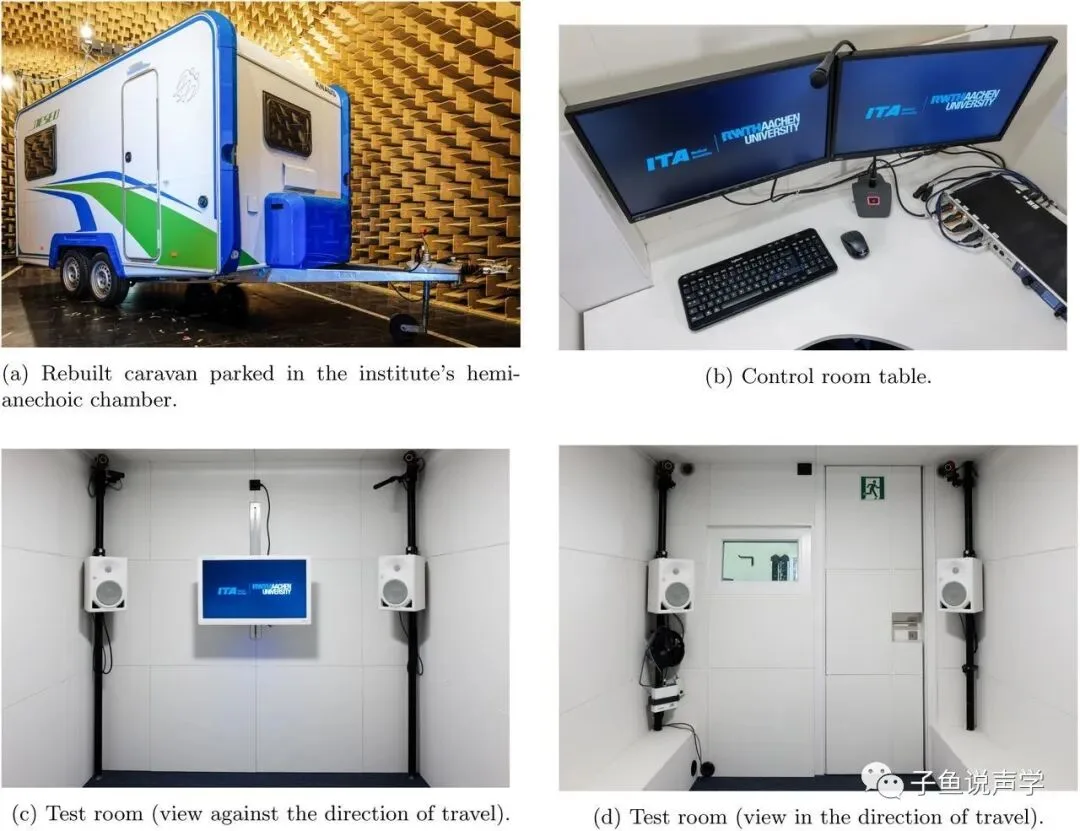 ITA
RWTHAACHEN
UNIVERSITY
ITA
RWTHAACHEN
UNIVERSITY
(a) Rebuilt caravan parked in the institute's hemi-
anechoic chamber.
(b) Control room table.
ITA
RWTHAACHEN
UNIVERSITY
(c) Test room (view against the direction of travel).
子鱼说声学
(d) Test room (view in the direction of travel).